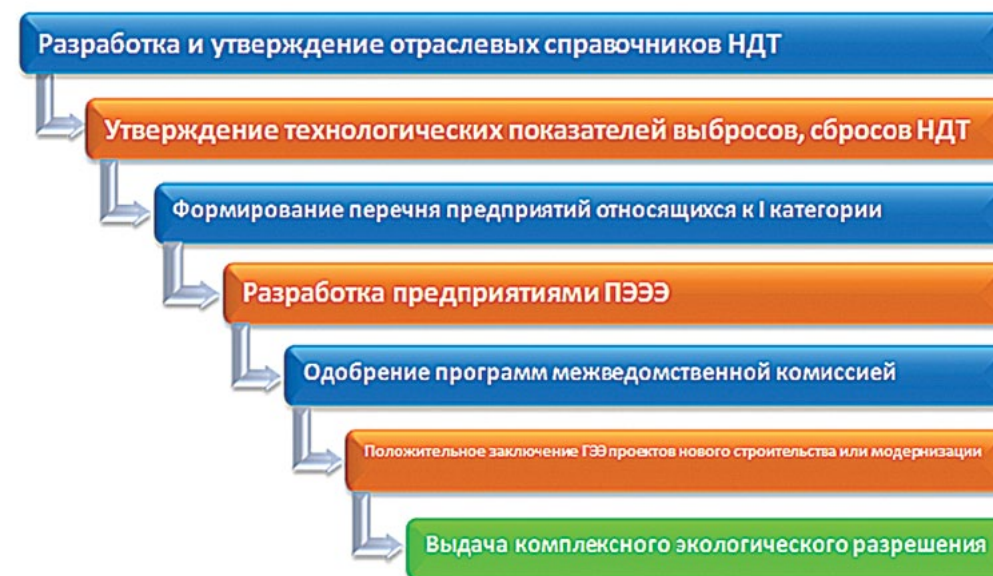 Разработка и утверждение отраслевых справочников НДТ
Утверждение технологических показателей выбросов, сбросов НДТ
Формирование перечня предприятий относящихся к I категории
Разработка предприятиями ПЭЭЭ
Одобрение программ межведомственной комиссией
Положительное заключение ГЭЭ проектов нового строительства или модернизации
Выдача комплексного экологического разрешения